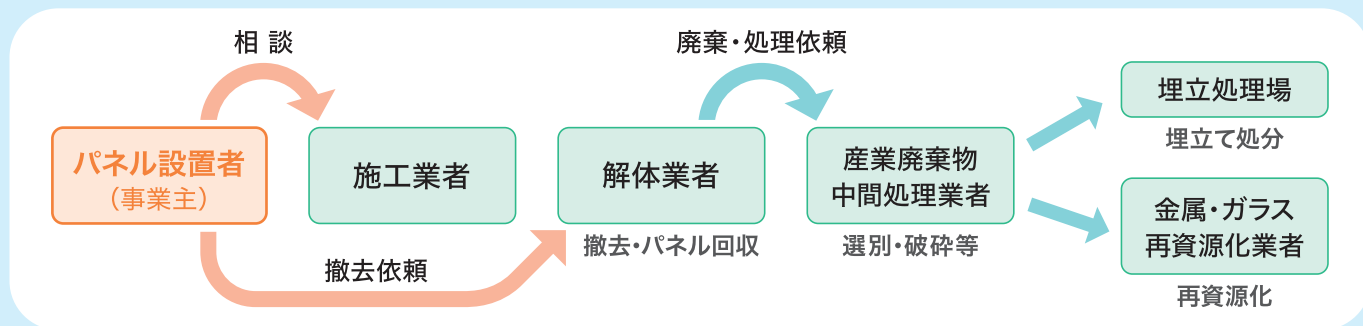 相 談
廃棄・処理依頼
パネル設置者
（事業主）
施工業者
解体業者
撤去・パネル回収
産業廃棄物
中間処理業者
選別・破砕等
埋立処理場
埋立て処分
金属・ガラス
再資源化業者
再資源化
撤去依頼